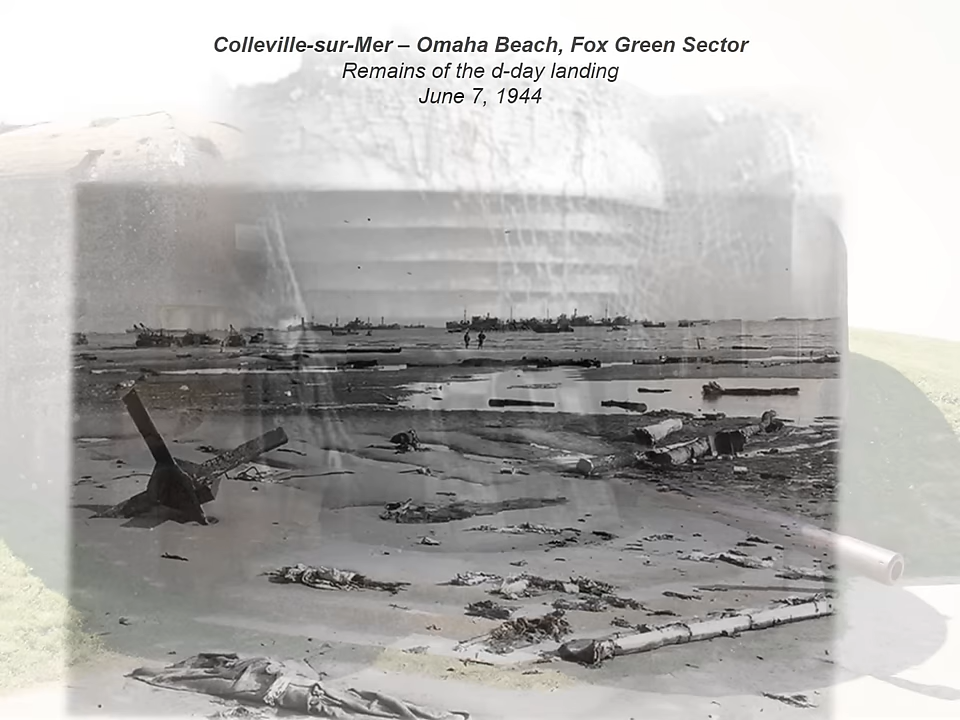 Colleville-sur-Mer – Omaha Beach, Fox Green Sector
Remains of the d-day landing
June 7, 1944